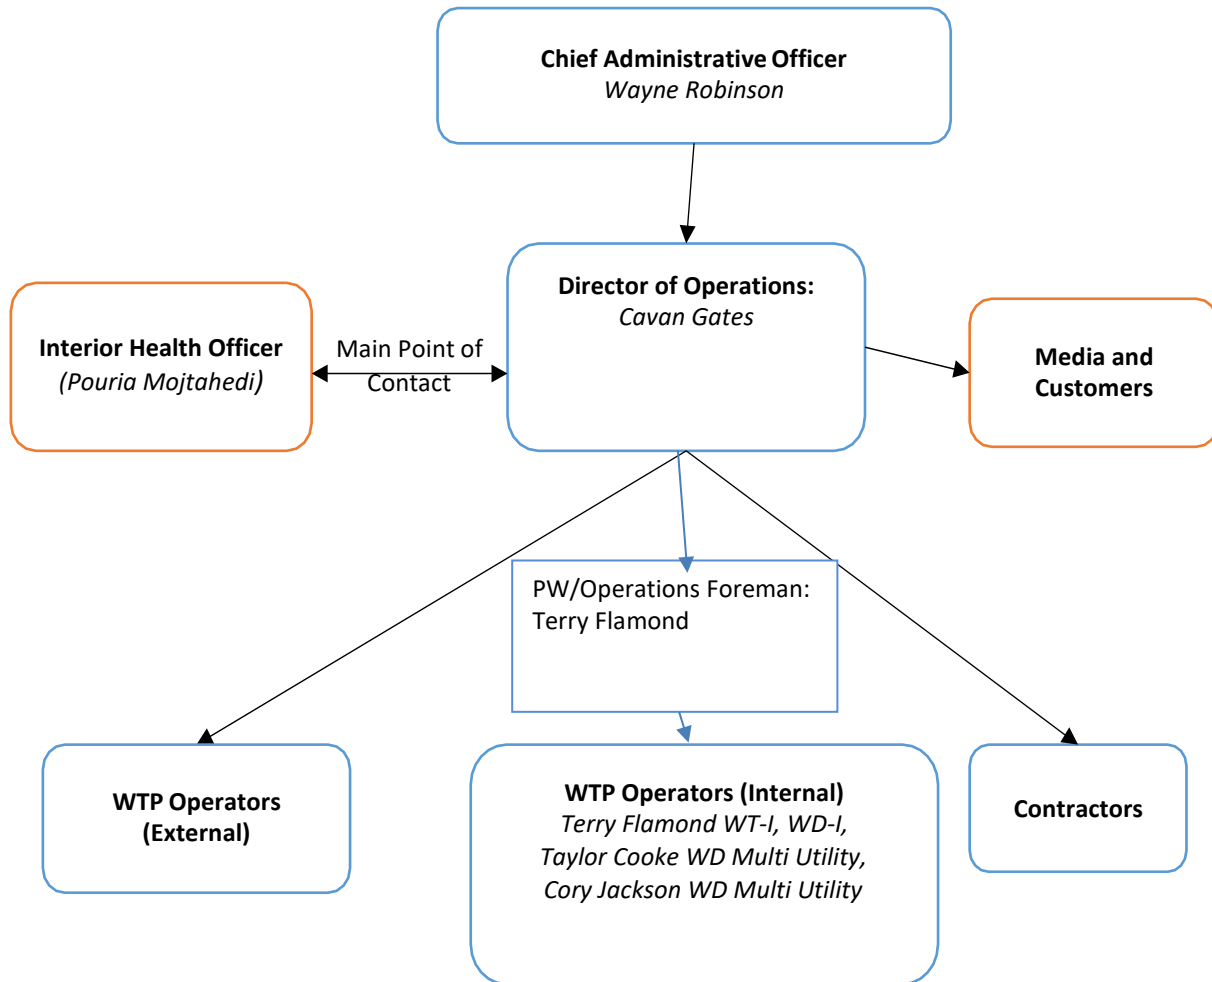 Chief Administrative Officer
Wayne Robinson
Director of Operations:
Cavan Gates
Interior Health Officer
(Pouria Mojtahedi)
Main Point of
Contact
Media and
Customers
PW/Operations Foreman:
Terry Flamond
WTP Operators
(External)
WTP Operators (Internal)
Terry Flamond WT-I, WD-I,
Taylor Cooke WD Multi Utility,
Cory Jackson WD Multi Utility
Contractors